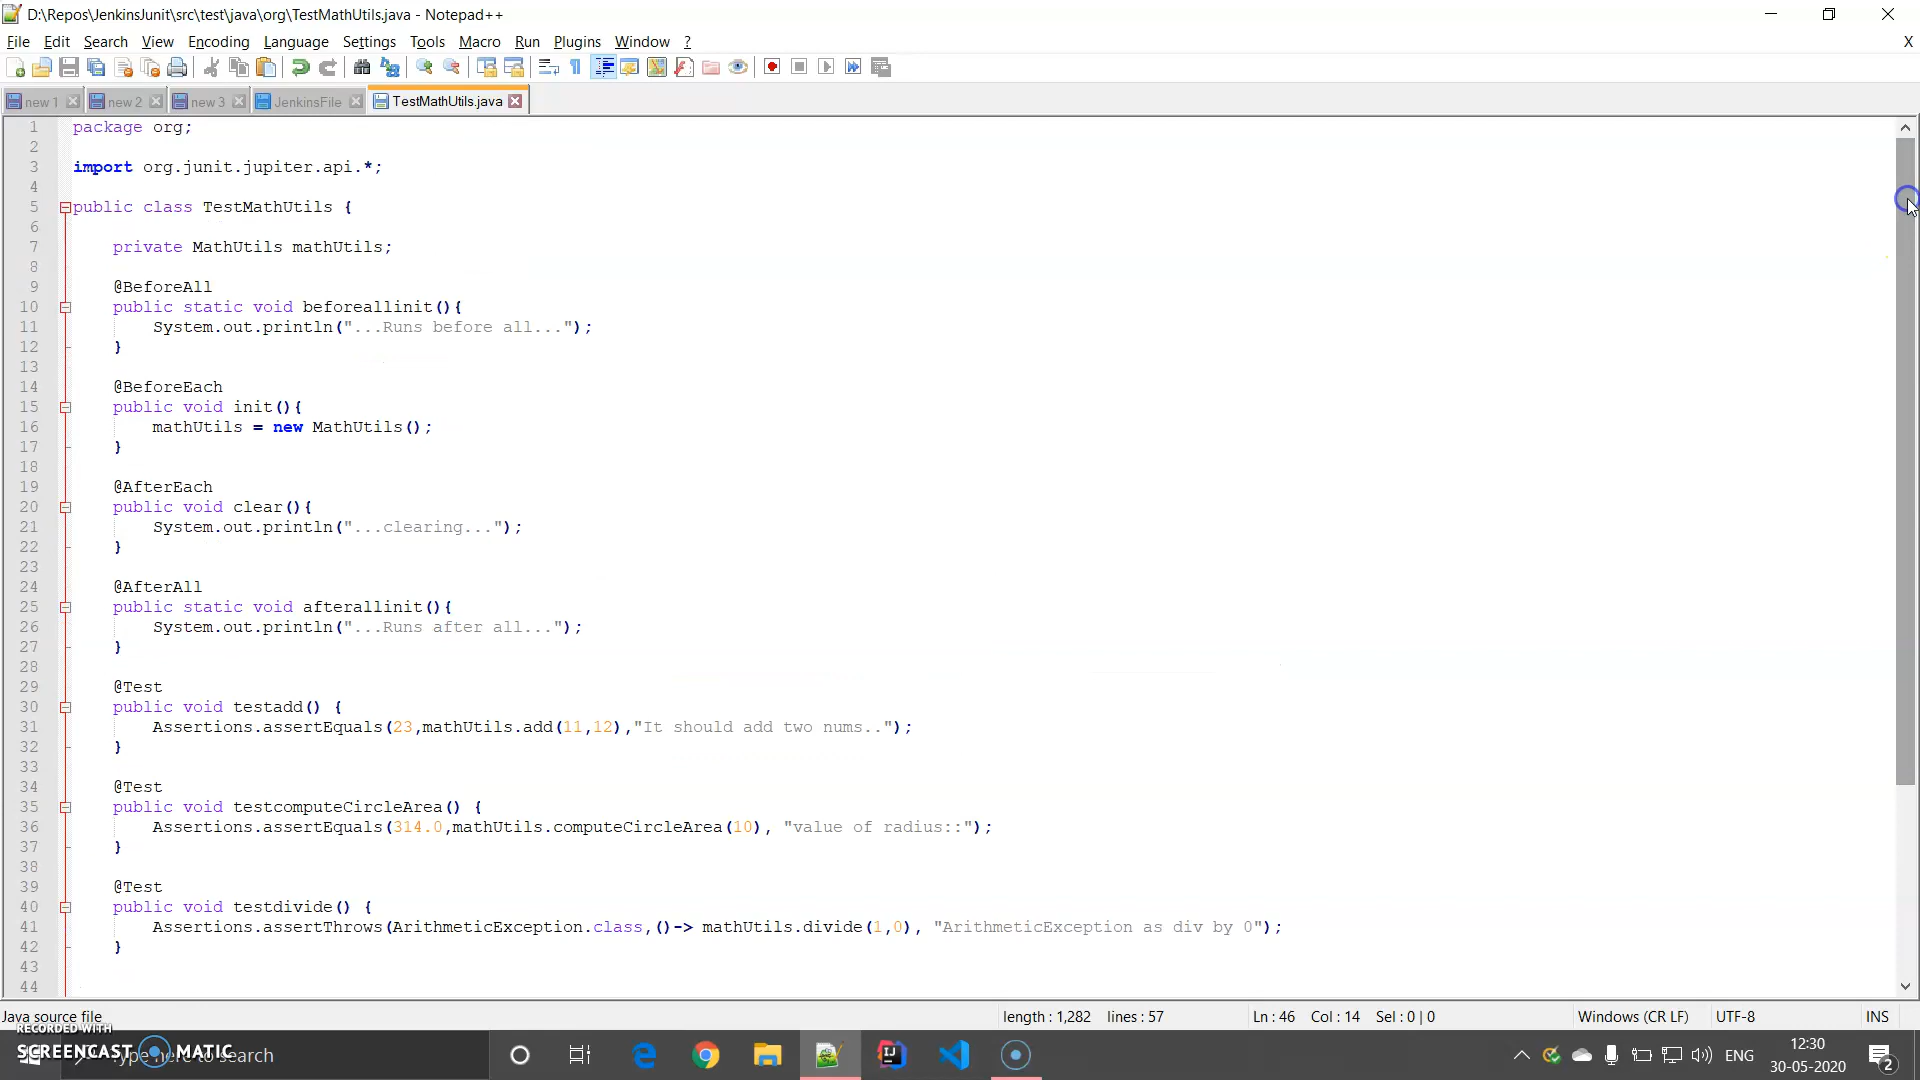 D:\Repos\JenkinsJunit\src\test\java\org\TestMathUtils.java - Notepad++
File Edit Search View Encoding Language Settings Tools Macro Run Plugins Window ? X
new 1 new 2 new 3 JenkinsFile TestMathUtils.java
1 package org;
2
3 import org.junit.jupiter.api.*;
4
5 public class TestMathUtils {
6
7 private MathUtils mathUtils;
8
9 @BeforeAll
10 public static void beforeallinit(){
11 System.out.println("...Runs before all...");
12 }
13
14 @BeforeEach
15 public void init(){
16 mathUtils = new MathUtils();
17 }
18
19 @AfterEach
20 public void clear(){
21 System.out.println("...clearing...");
22 }
23
24 @AfterAll
25 public static void afterallinit(){
26 System.out.println("...Runs after all...");
27 }
28
29 @Test
30 public void testadd() {
31 Assertions.assertEquals(23,mathUtils.add(11,12),"It should add two nums..");
32 }
33
34 @Test
35 public void testcomputeCircleArea() {
36 Assertions.assertEquals(314.0,mathUtils.computeCircleArea(10), "value of radius::");
37 }
38
39 @Test
40 public void testdivide() {
41 Assertions.assertThrows(ArithmeticException.class,()-> mathUtils.divide(1,0), "ArithmeticException as div by 0");
42 }
43
44
Java source file length : 1,282 lines : 57 Ln : 46 Col : 14 Sel : 0 | 0 Windows (CR LF) UTF-8 INS
RECORDED WITH
SCREENCAST MATIC
Type here to search
ENG
12:30
30-05-2020
2